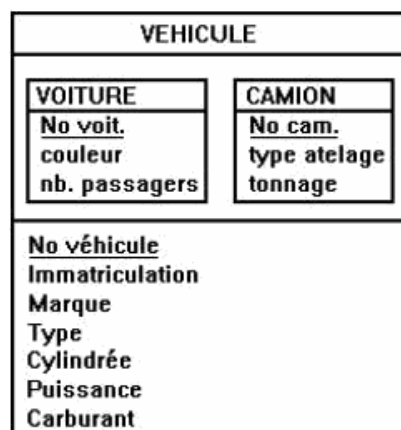 VEHICULE
VOITURE
No voit.
couleur
nb. passagers
CAMION
No cam.
type atelage
tonnage
No véhicule
Immatriculation
Marque
Type
Cylindrée
Puissance
Carburant